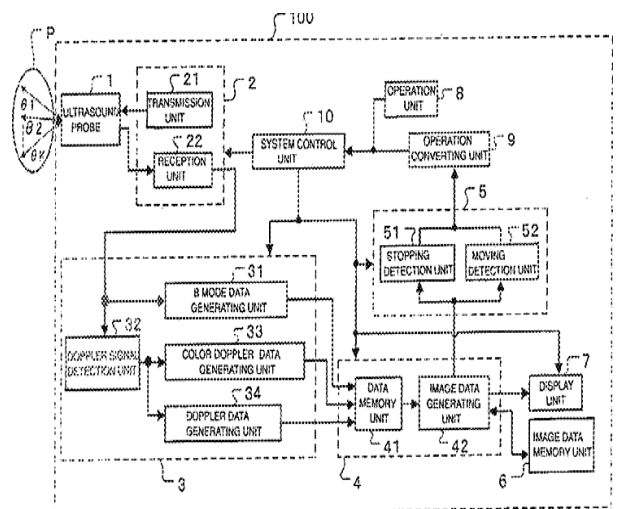 100
P
1
21
2
θ1
θ2
ULTRASOUND
PROBE
TRANSMISSION
UNIT
22
RECEPTION
UNIT
10
SYSTEM CONTROL
UNIT
OPERATION
UNIT
8
OPERATION
CONVERTING UNIT
9
5
51
52
STOPPING
DETECTION UNIT
MOVING
DETECTION UNIT
31
B MODE DATA
GENERATING UNIT
32
33
DOPPLER SIGNAL
DETECTION UNIT
COLOR DOPPLER DATA
GENERATING UNIT
34
DOPPLER DATA
GENERATING UNIT
3
DATA
MEMORY
UNIT
41
IMAGE DATA
GENERATING
UNIT
42
4
7
DISPLAY
UNIT
IMAGE DATA
MEMORY UNIT
6